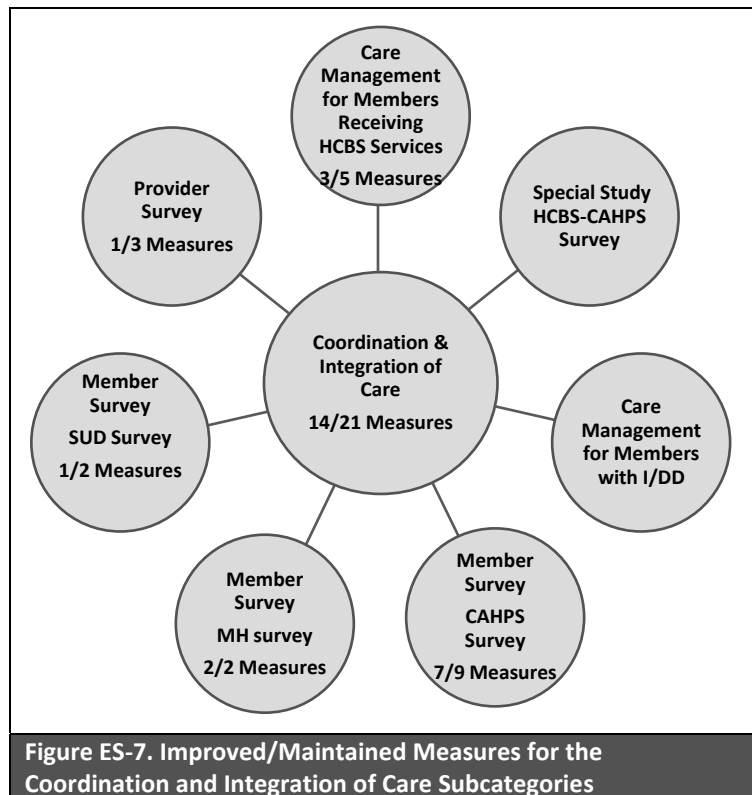 Care
Management
for Members
Receiving
HCBS Services
3/5 Measures
Special Study
HCBS-CAHPS
Survey
Care
Management
for Members
with I/DD
Member
Survey
CAHPS
Survey
7/9 Measures
Member
Survey
MH survey
2/2 Measures
Member
Survey
SUD Survey
1/2 Measures
Provider
Survey
1/3 Measures
Coordination &
Integration of
Care
14/21 Measures
Figure ES-7. Improved/Maintained Measures for the
Coordination and Integration of Care Subcategories